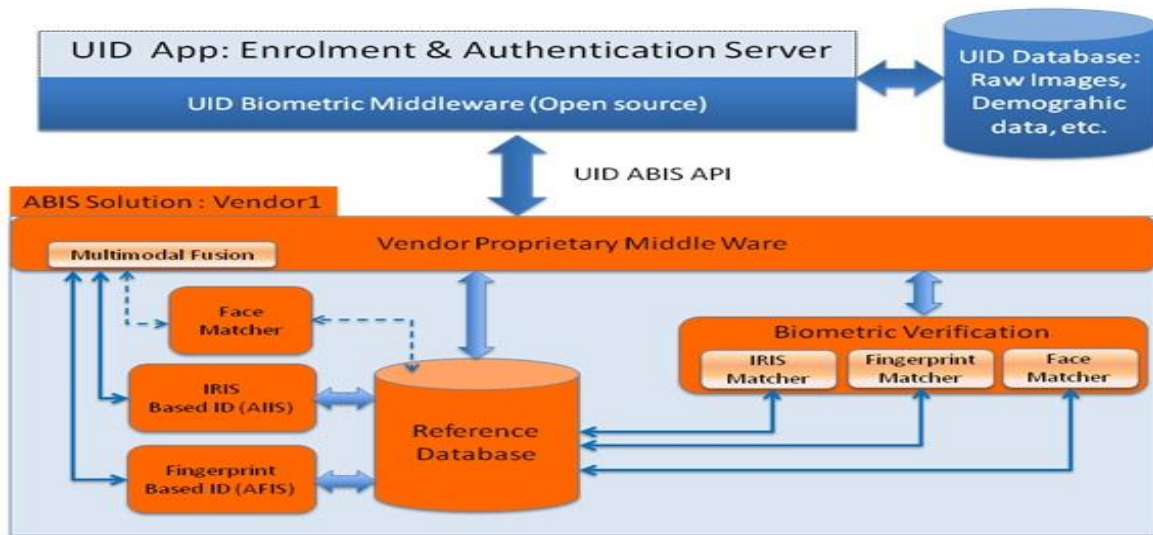 UID App: Enrolment & Authentication Server
UID Biometric Middleware (Open source)
UID Database:
Raw Images,
Demograhic
data, etc.
UID ABIS API
ABIS Solution : Vendor1
Vendor Proprietary Middle Ware
Multimodal Fusion
Face
Matcher
IRIS
Based ID (AIIS)
Fingerprint
Based ID (AFIS)
Reference
Database
Biometric Verification
IRIS
Matcher
Fingerprint
Matcher
Face
Matcher